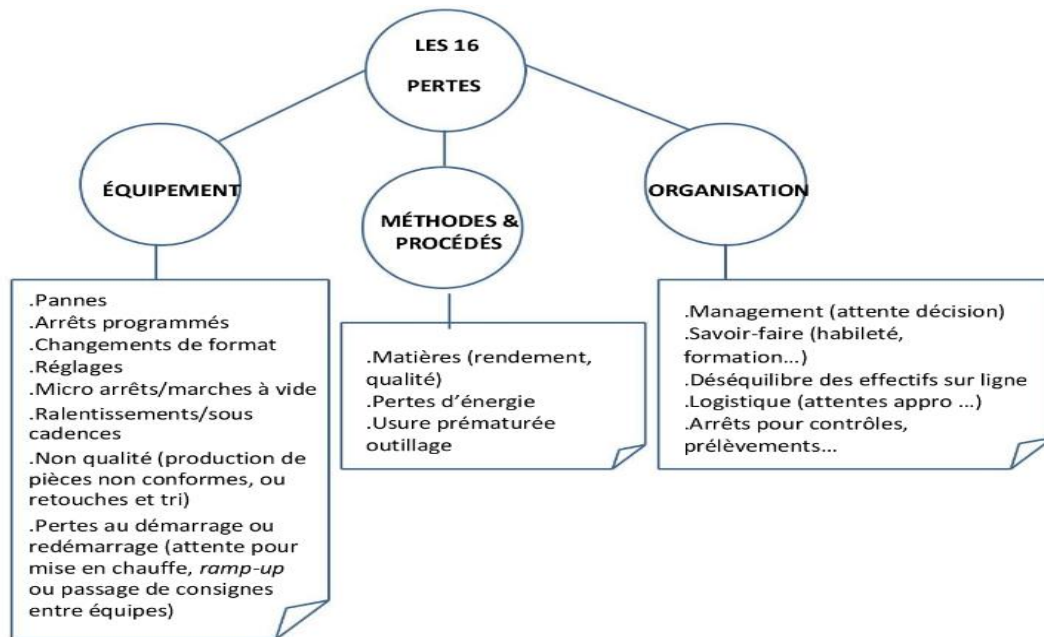 LES 16
PERTES
ÉQUIPEMENT
MÉTHODES &
PROCÉDÉS
ORGANISATION
.Pannes
.Arrêts programmés
.Changements de format
.Réglages
.Micro arrêts/marches à vide
.Ralentissements/sous
cadences
.Non qualité (production de
pièces non conformes, ou
retouches et tri)
.Pertes au démarrage ou
redémarrage (attente pour
mise en chauffe, ramp-up
ou passage de consignes
entre équipes)
.Matières (rendement,
qualité)
.Pertes d’énergie
.Usure prématurée
outillage
.Management (attente décision)
.Savoir-faire (habileté,
formation...)
.Déséquilibre des effectifs sur ligne
.Logistique (attentes appro ...)
.Arrêts pour contrôles,
prélèvements...